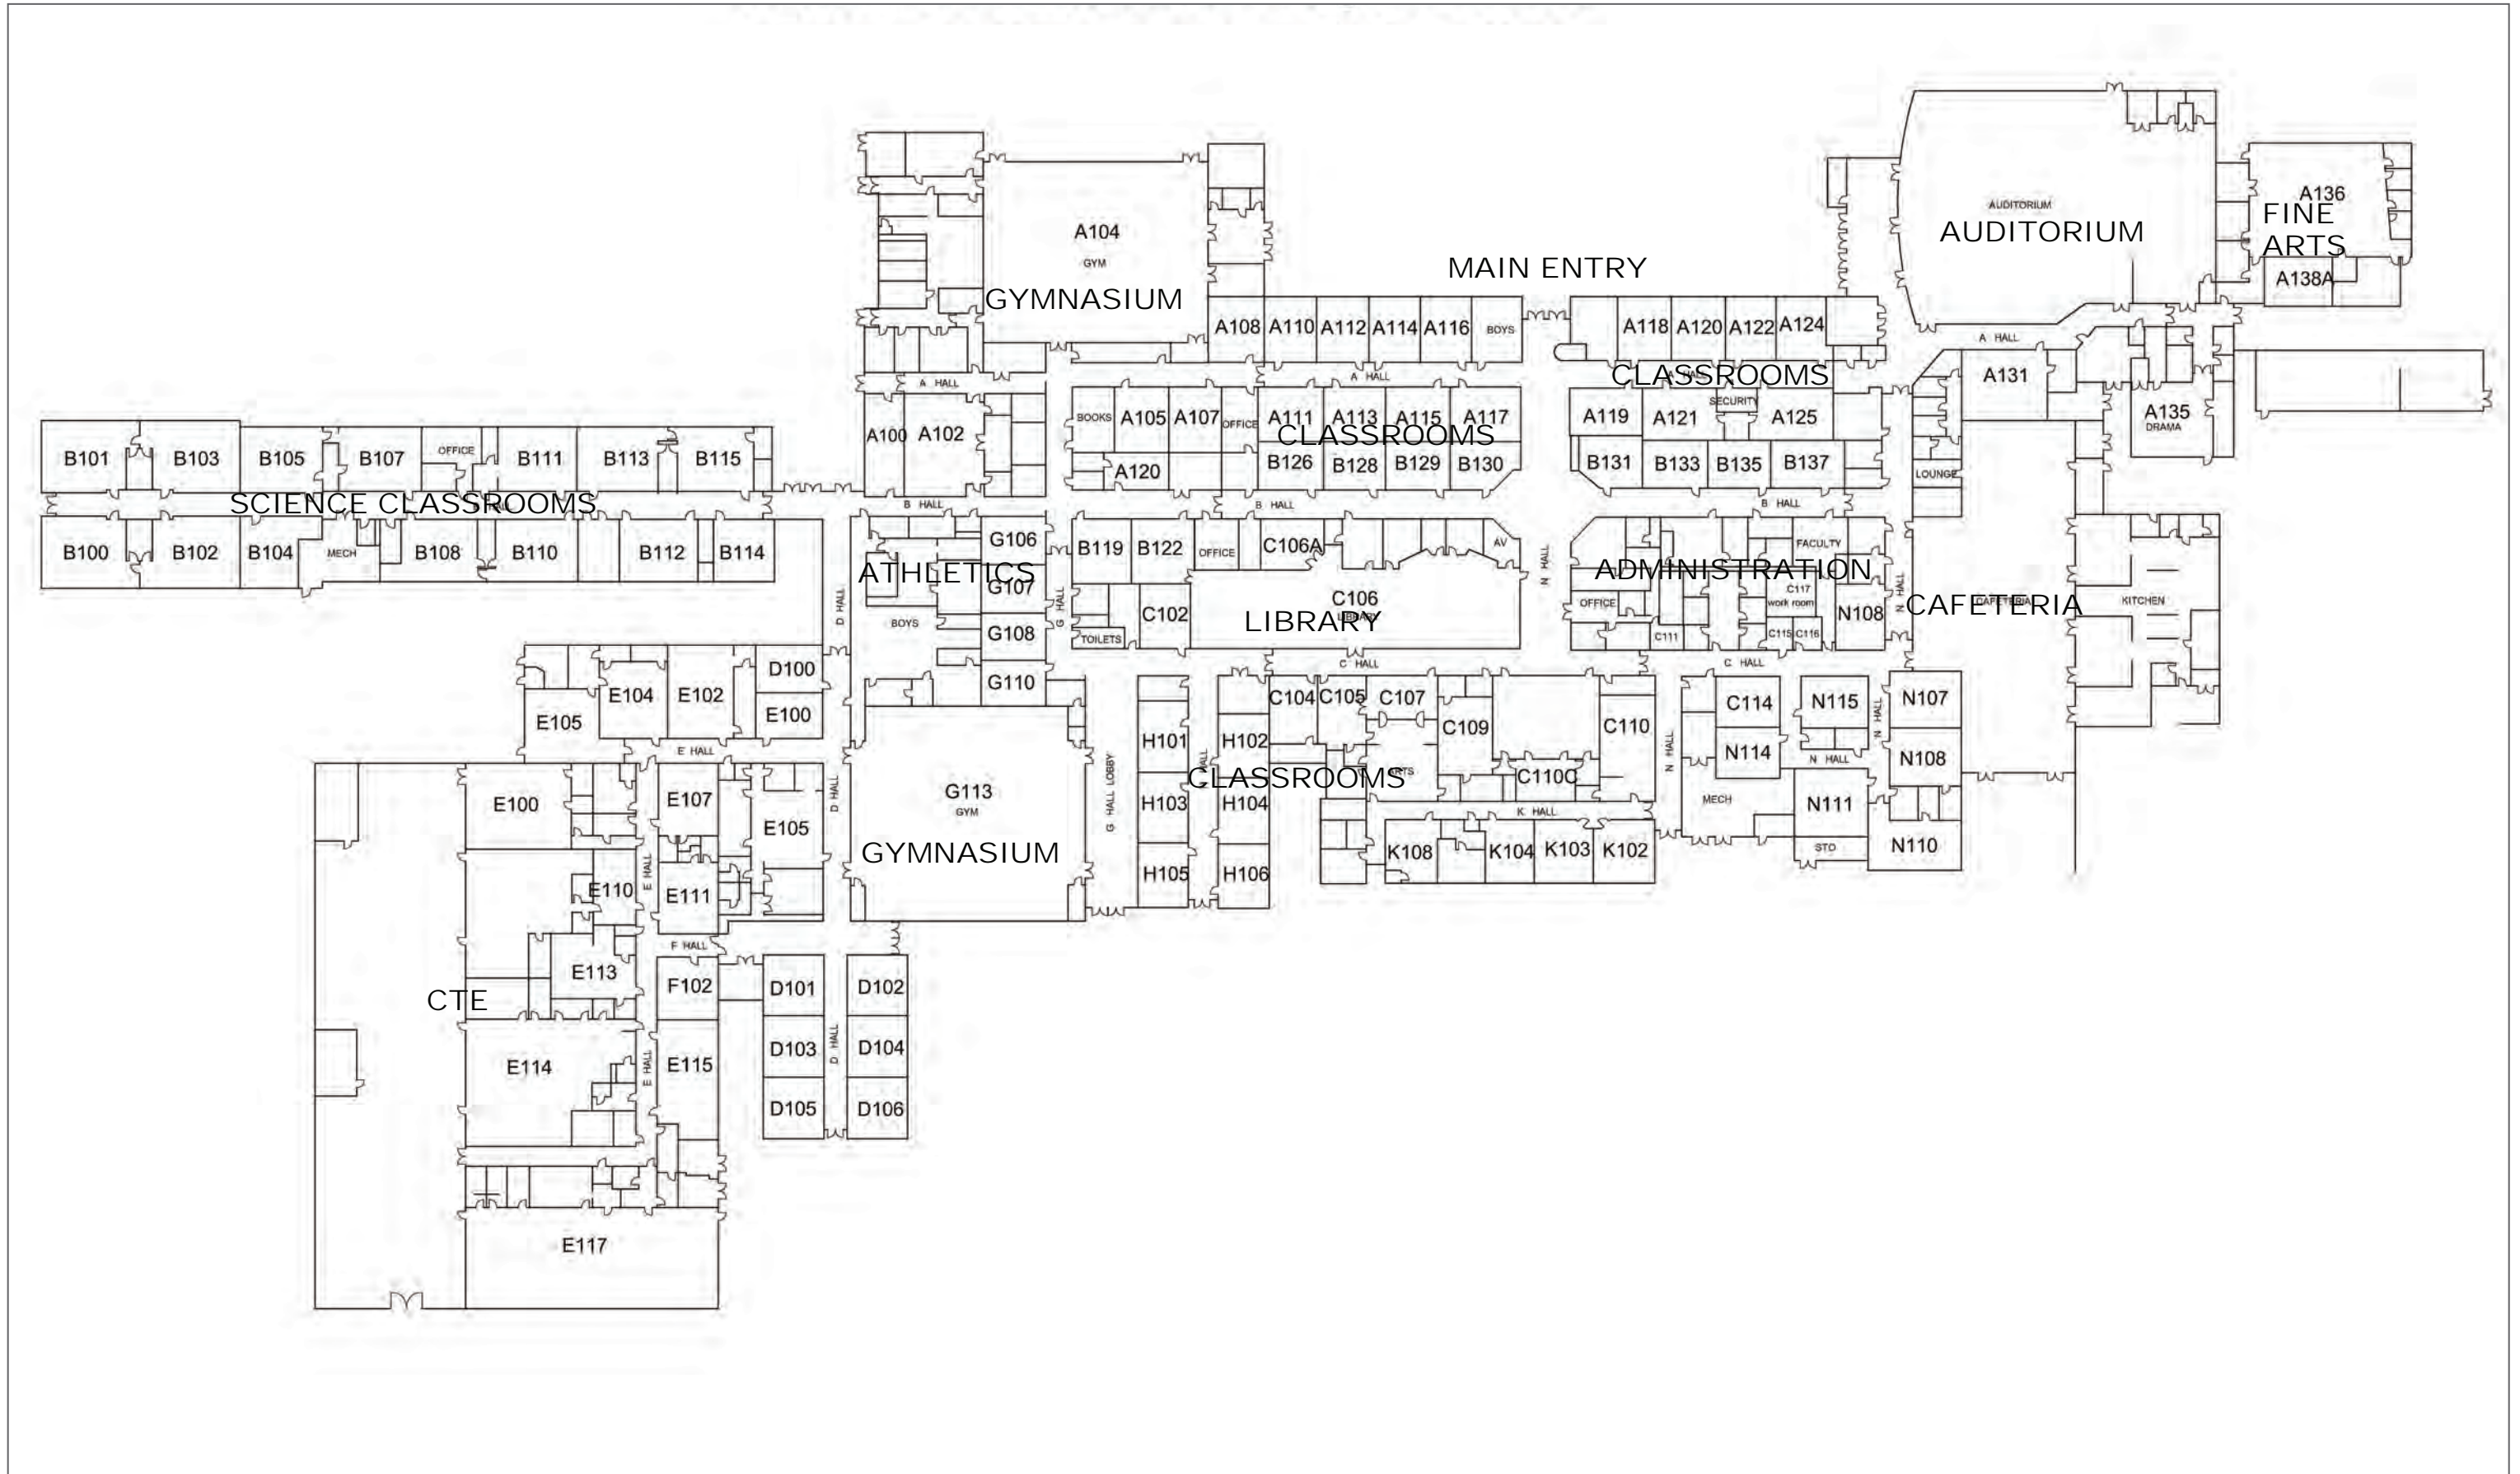 AUDITORIUM
AUDITORIUM
A136
FINE
ARTS
A138A
A104
GYM
GYMNASIUM
MAIN ENTRY
A108
A110
A112
A114
A116
BOYS
A118
A120
A122
A124
A HALL
A HALL
A HALL
CLASSROOMS
A131
A135
DRAMA
A100
A102
BOOKS
A105
A107
OFFICE
A111
A113
A115
A117
CLASSROOMS
A119
A121
SECURITY
A125
A120
B126
B128
B129
B130
B131
B133
B135
B137
LOUNGE
B101
B103
B105
B107
OFFICE
B111
B113
B115
SCIENCE CLASSROOMS
B HALL
B HALL
B HALL
B100
B102
B104
MECH
B108
B110
B112
B114
D HALL
ATHLETICS
BOYS
G106
G107
G108
G110
G HALL
B119
B122
OFFICE
C106A
AV
C102
TOILETS
C106
LIBRARY
LIBRARY
N HALL
FACULTY
ADMINISTRATION
OFFICE
C117
work room
C111
C115
C116
N108
N HALL
CAFETERIA
CAFETERIA
KITCHEN
C HALL
C HALL
E104
E102
D100
E105
E100
E HALL
C104
C105
C107
C109
C110
C110C
ARTS
H101
H102
H103
H104
H105
H106
HALL
CLASSROOMS
G HALL LOBBY
G113
GYM
GYMNASIUM
D HALL
N HALL
C114
N115
N107
N HALL
N114
N HALL
N108
MECH
N111
N110
STO
K HALL
K108
K104
K103
K102
E100
E107
E105
E110
E HALL
E111
F HALL
E113
F102
CTE
D101
D102
D103
D HALL
D104
D105
D106
E114
E HALL
E115
E117